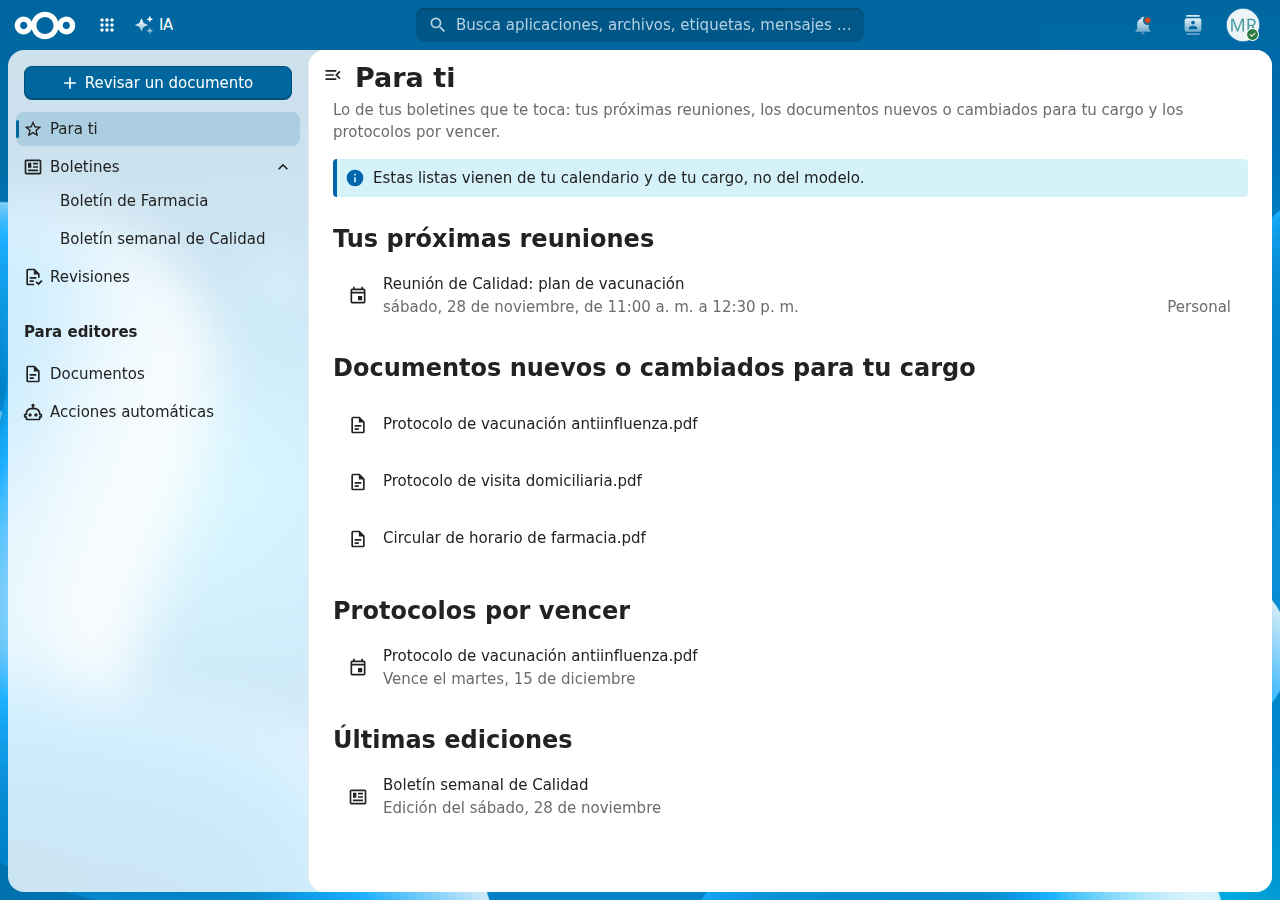 IA
Busca aplicaciones, archivos, etiquetas, mensajes …
MR
Revisar un documento
Para ti
Boletines
Boletín de Farmacia
Boletín semanal de Calidad
Revisiones
Para editores
Documentos
Acciones automáticas
Para ti
Lo de tus boletines que te toca: tus próximas reuniones, los documentos nuevos o cambiados para tu cargo y los
protocolos por vencer.
Estas listas vienen de tu calendario y de tu cargo, no del modelo.
Tus próximas reuniones
Reunión de Calidad: plan de vacunación
sábado, 28 de noviembre, de 11:00 a. m. a 12:30 p. m.
Personal
Documentos nuevos o cambiados para tu cargo
Protocolo de vacunación antiinfluenza.pdf
Protocolo de visita domiciliaria.pdf
Circular de horario de farmacia.pdf
Protocolos por vencer
Protocolo de vacunación antiinfluenza.pdf
Vence el martes, 15 de diciembre
Últimas ediciones
Boletín semanal de Calidad
Edición del sábado, 28 de noviembre